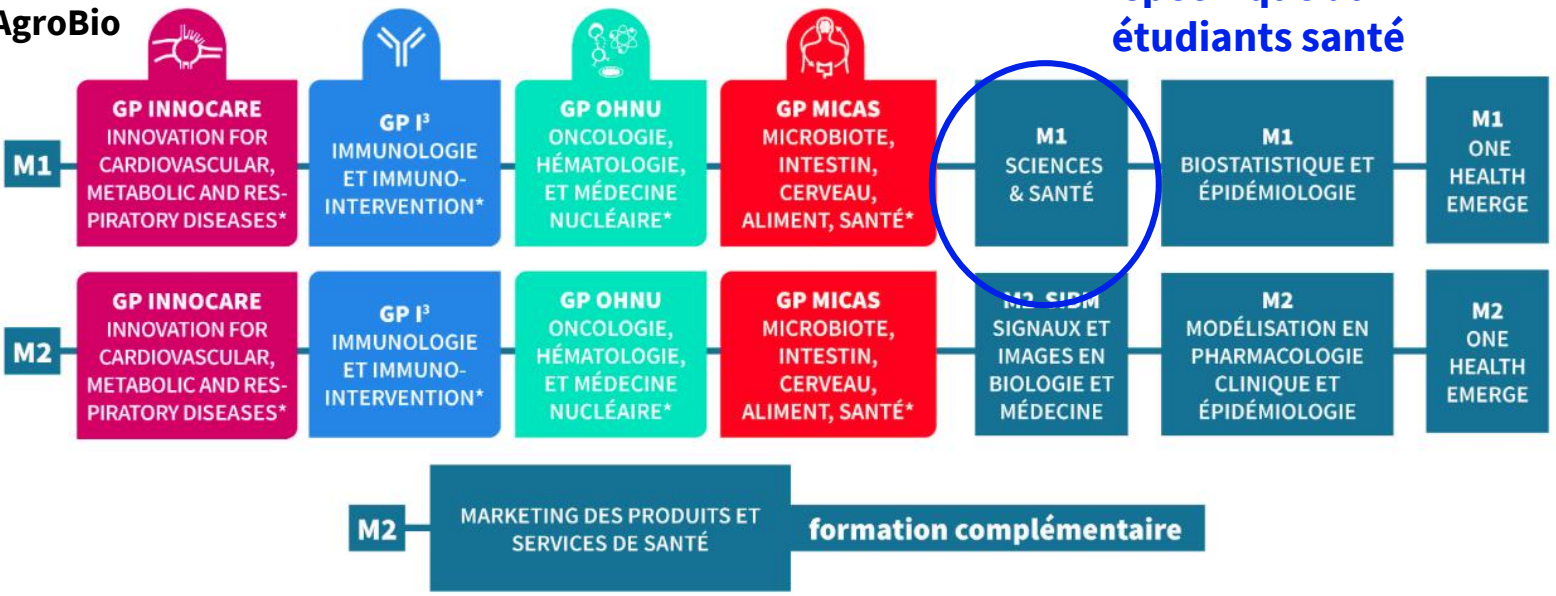 AgroBio
étudiants santé
M1
GP INNOCARE
INNOVATION FOR
CARDIOVASCULAR,
METABOLIC AND RES-
PIRATORY DISEASES*
GP I³
IMMUNOLOGIE
ET IMMUNO-
INTERVENTION*
GP OHNU
ONCOLOGIE,
HÉMATOLOGIE,
ET MÉDECINE
NUCLÉAIRE*
GP MICAS
MICROBIOTE,
INTESTIN,
CERVEAU,
ALIMENT, SANTÉ*
M1
SCIENCES
& SANTÉ
M1
BIOSTATISTIQUE ET
ÉPIDÉMIOLOGIE
M1
ONE
HEALTH
EMERGE
M2
GP INNOCARE
INNOVATION FOR
CARDIOVASCULAR,
METABOLIC AND RES-
PIRATORY DISEASES*
GP I³
IMMUNOLOGIE
ET IMMUNO-
INTERVENTION*
GP OHNU
ONCOLOGIE,
HÉMATOLOGIE,
ET MÉDECINE
NUCLÉAIRE*
GP MICAS
MICROBIOTE,
INTESTIN,
CERVEAU,
ALIMENT, SANTÉ*
M2 SIBM
SIGNAUX ET
IMAGES EN
BIOLOGIE ET
MÉDECINE
M2
MODÉLISATION EN
PHARMACOLOGIE
CLINIQUE ET
ÉPIDÉMIOLOGIE
M2
ONE
HEALTH
EMERGE
M2
MARKETING DES PRODUITS ET
SERVICES DE SANTÉ
formation complémentaire